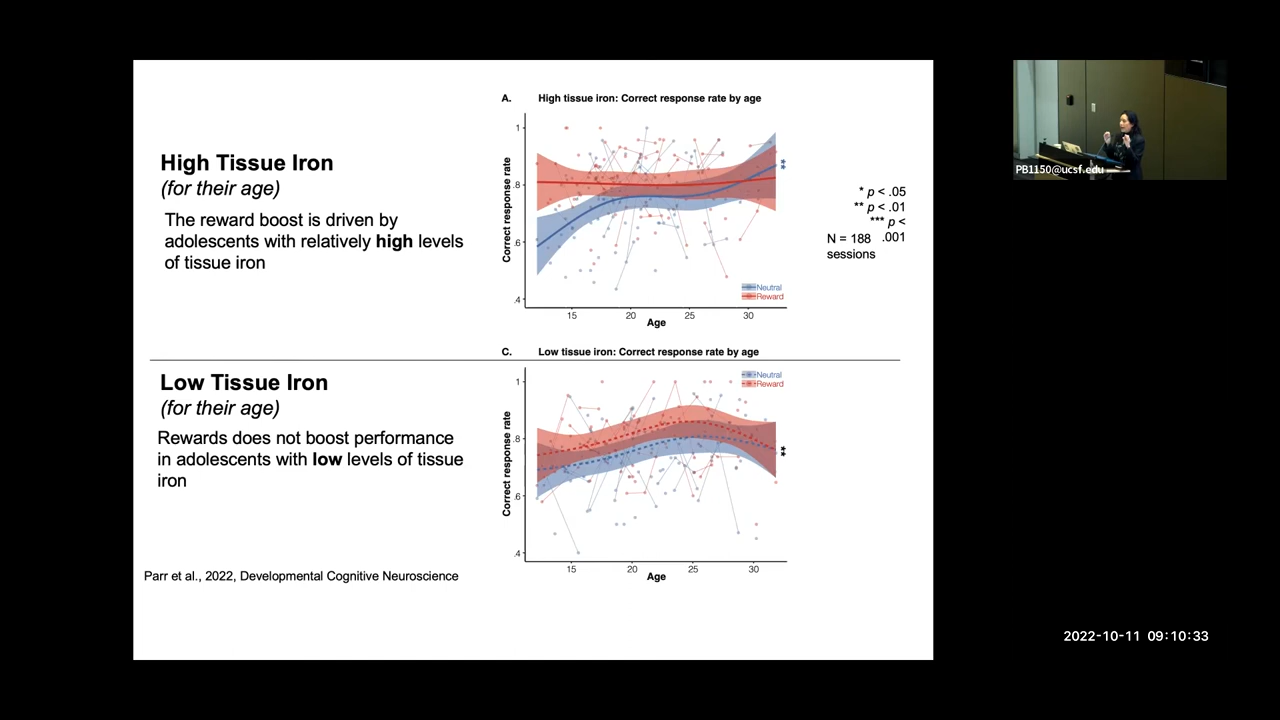 High Tissue Iron
(for their age)
The reward boost is driven by
adolescents with relatively high levels
of tissue iron
A. High tissue iron: Correct response rate by age
Correct response rate
1
.8
.6
.4
15 20 25 30
Age
**
Neutral
Reward
* p < .05
** p < .01
*** p <
.001
N = 188
sessions
Low Tissue Iron
(for their age)
Rewards does not boost performance
in adolescents with low levels of tissue
iron
C. Low tissue iron: Correct response rate by age
Correct response rate
1
.8
.6
.4
15 20 25 30
Age
**
Neutral
Reward
Parr et al., 2022, Developmental Cognitive Neuroscience
PB1150@ucsf.edu
2022-10-11 09:10:33